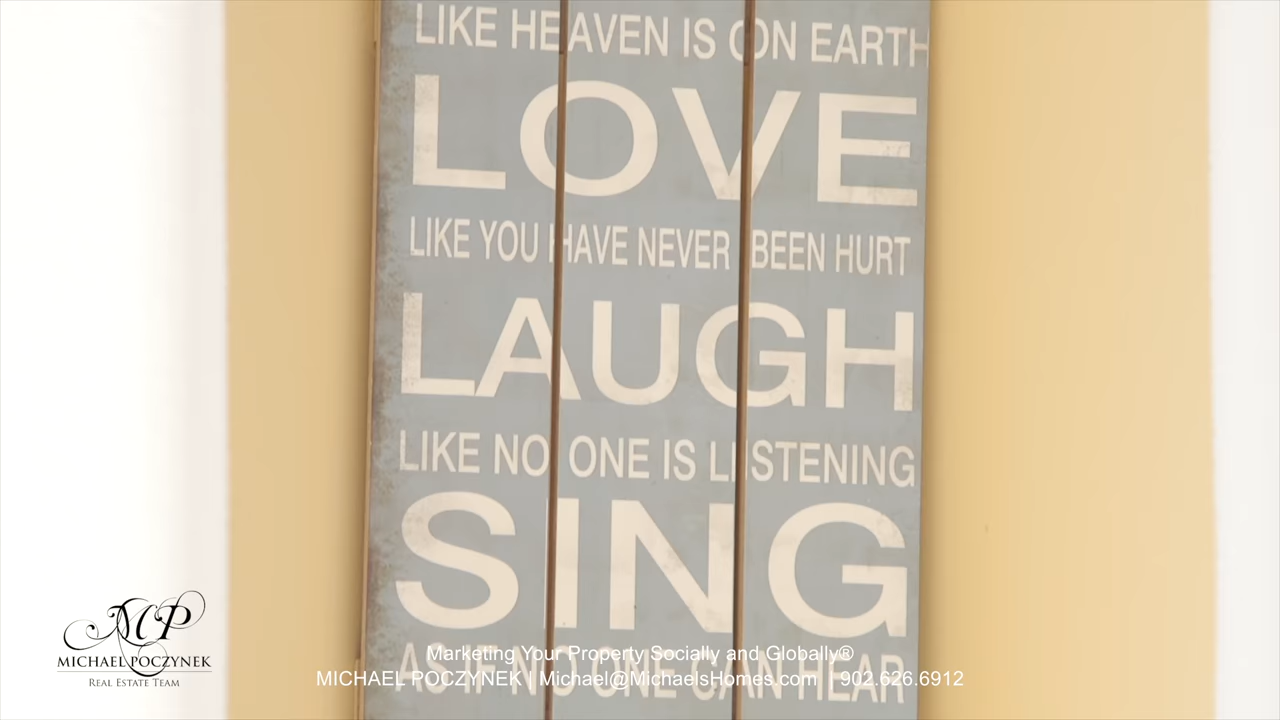 LIKE HEAVEN IS ON EARTH
LOVE
LIKE YOU HAVE NEVER BEEN HURT
LAUGH
LIKE NO ONE IS LISTENING
SING
AS IF NO ONE CAN HEAR
Marketing Your Property Socially and Globally®
MICHAEL POCZYNEK | Michael@MichaelsHomes.com | 902.626.6912
MP
MICHAEL POCZYNEK
REAL ESTATE TEAM